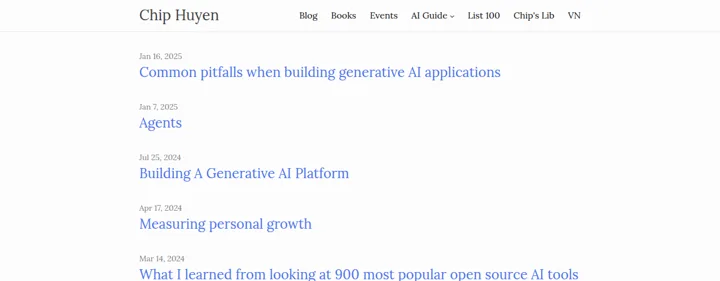 Chip Huyen
Blog Books Events AI Guide List 100 Chip's Lib VN
Jan 16, 2025
Common pitfalls when building generative AI applications
Jan 7, 2025
Agents
Jul 25, 2024
Building A Generative AI Platform
Apr 17, 2024
Measuring personal growth
Mar 14, 2024
What I learned from looking at 900 most popular open source AI tools